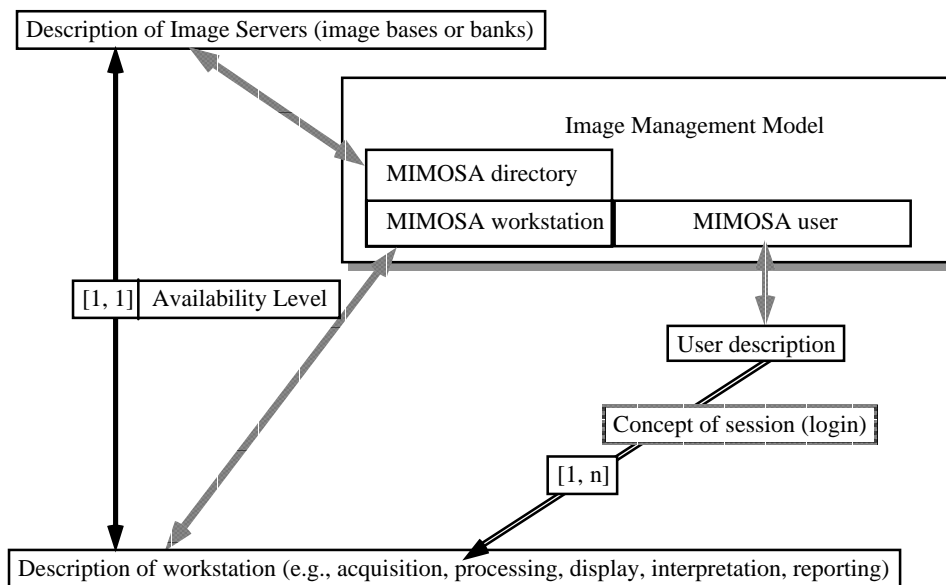 Description of Image Servers (image bases or banks)
Image Management Model
MIMOSA directory
MIMOSA workstation
MIMOSA user
[1, 1]
Availability Level
User description
Concept of session (login)
[1, n]
Description of workstation (e.g., acquisition, processing, display, interpretation, reporting)